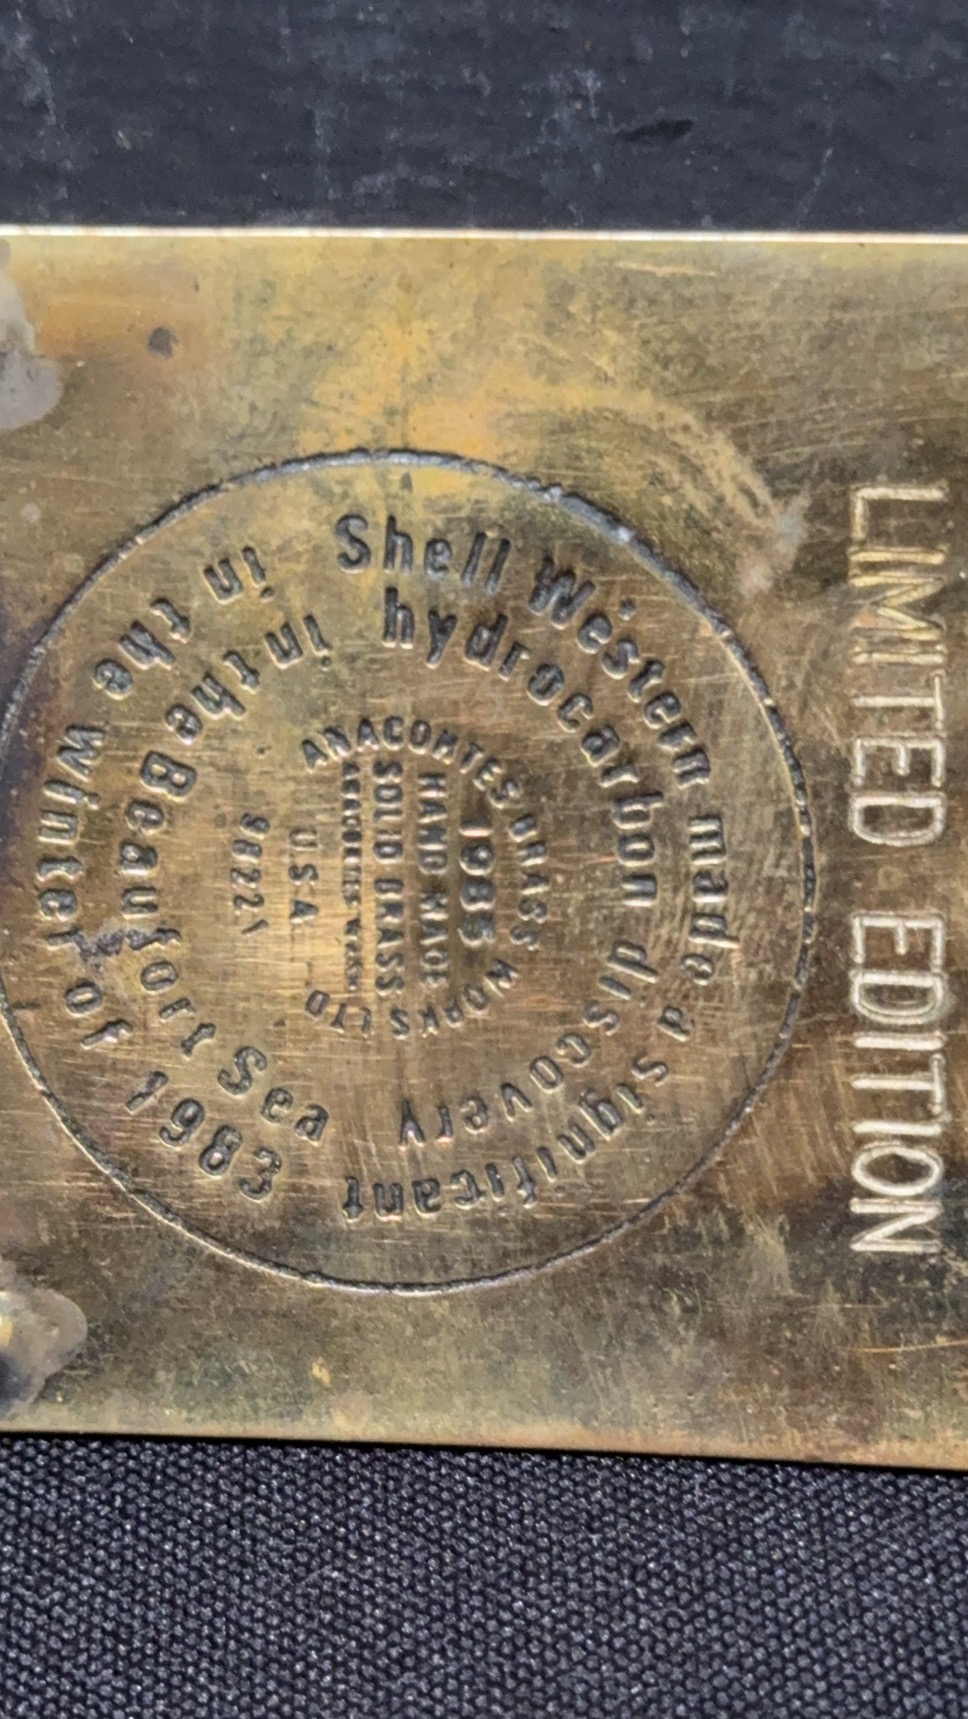 LIMITED EDITION
Shell Western made a significant
hydrocarbon discovery
in the Beaufort Sea
in the winter of 1983
ANACORTES BRASS WORKS LTD
1985
HAND MADE
SOLID BRASS
U.S.A.
98221